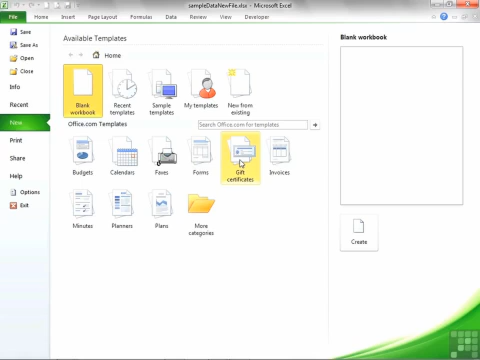 sampleDataNewFile.xlsx - Microsoft Excel
File Home Insert Page Layout Formulas Data Review View Developer
Save
Save As
Open
Close
Info
Recent
New
Print
Share
Help
Options
Exit
Available Templates
Home
Blank workbook
Recent templates
Sample templates
My templates
New from existing
Office.com Templates
Search Office.com for templates
Budgets
Calendars
Faxes
Forms
Gift certificates
Invoices
Minutes
Planners
Plans
More categories
Blank workbook
Create